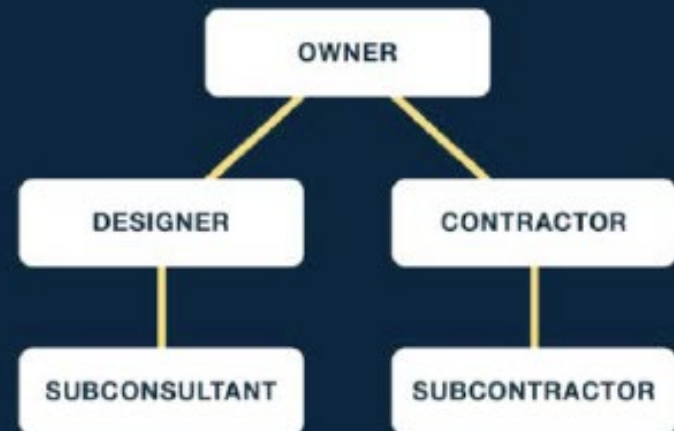 OWNER
DESIGNER
CONTRACTOR
SUBCONSULTANT
SUBCONTRACTOR